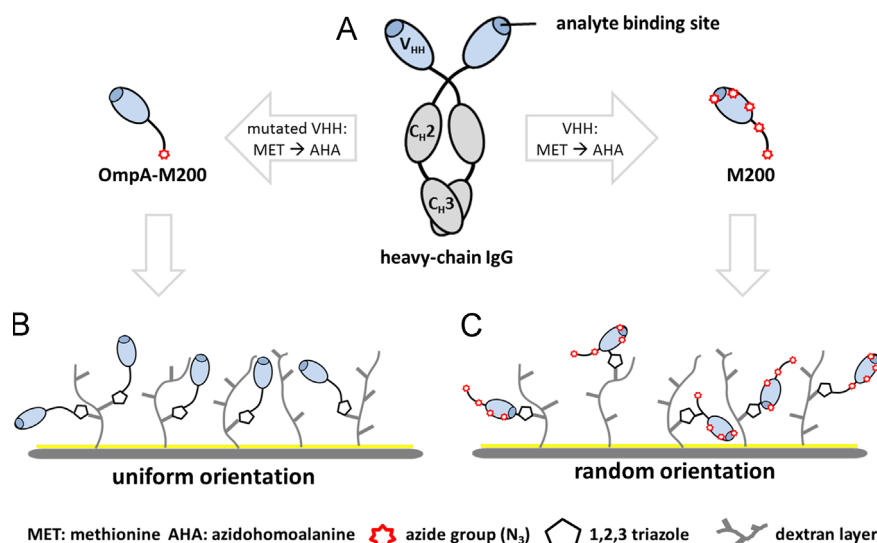 A
analyte binding site
V_HH
mutated VHH:
MET → AHA
C_H2
VHH:
MET → AHA
OmpA-M200
M200
C_H3
heavy-chain IgG
B
C
uniform orientation
random orientation
MET: methionine AHA: azidohomoalanine azide group (N₃) 1,2,3 triazole dextran layer